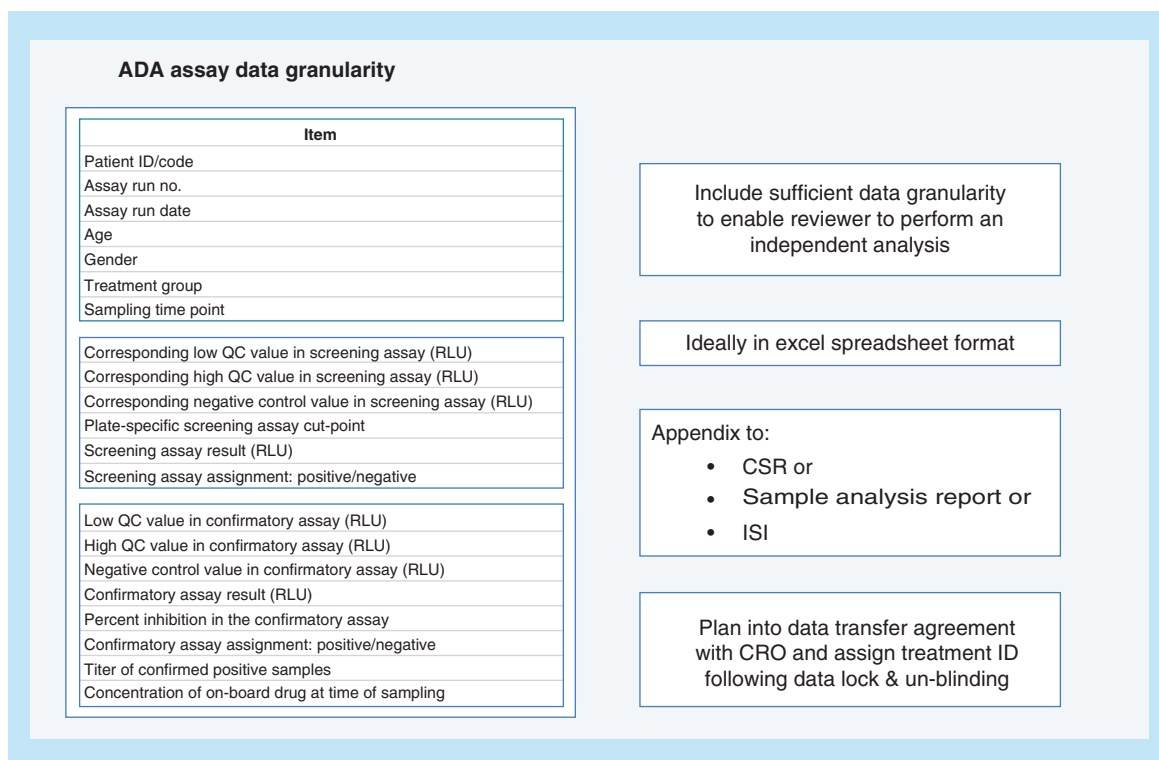 ADA assay data granularity
Item
Patient ID/code
Assay run no.
Assay run date
Age
Gender
Treatment group
Sampling time point
Corresponding low QC value in screening assay (RLU)
Corresponding high QC value in screening assay (RLU)
Corresponding negative control value in screening assay (RLU)
Plate-specific screening assay cut-point
Screening assay result (RLU)
Screening assay assignment: positive/negative
Low QC value in confirmatory assay (RLU)
High QC value in confirmatory assay (RLU)
Negative control value in confirmatory assay (RLU)
Confirmatory assay result (RLU)
Percent inhibition in the confirmatory assay
Confirmatory assay assignment: positive/negative
Titer of confirmed positive samples
Concentration of on-board drug at time of sampling
Include sufficient data granularity
to enable reviewer to perform an
independent analysis
Ideally in excel spreadsheet format
Appendix to:
• CSR or
• Sample analysis report or
• ISI
Plan into data transfer agreement
with CRO and assign treatment ID
following data lock & un-blinding